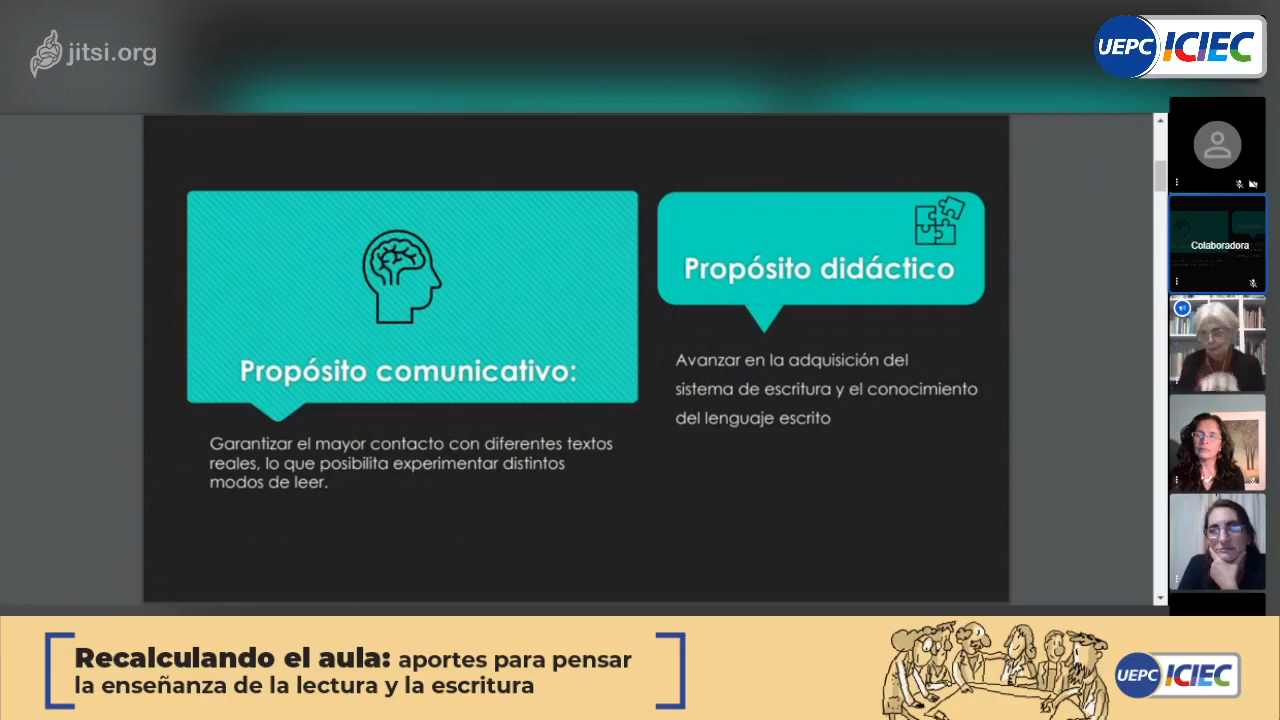 jitsi.org
UEPC ICIEC
Propósito comunicativo:
Garantizar el mayor contacto con diferentes textos
reales, lo que posibilita experimentar distintos
modos de leer.
Propósito didáctico
Avanzar en la adquisición del
sistema de escritura y el conocimiento
del lenguaje escrito
Colaboradora
Recalculando el aula: aportes para pensar
la enseñanza de la lectura y la escritura
UEPC ICIEC